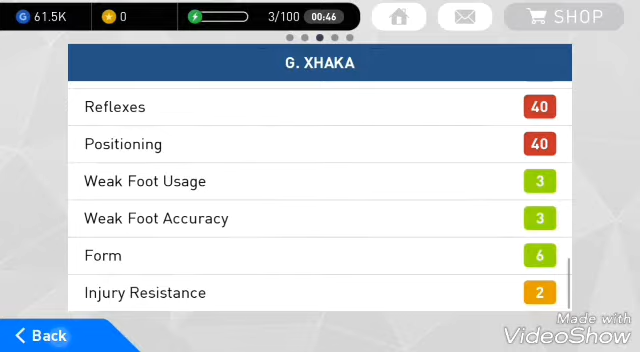 G 61.5K 0 3/100 00:46 SHOP
G. XHAKA
Reflexes 40
Positioning 40
Weak Foot Usage 3
Weak Foot Accuracy 3
Form 6
Injury Resistance 2
Back
Made with
VideoShow